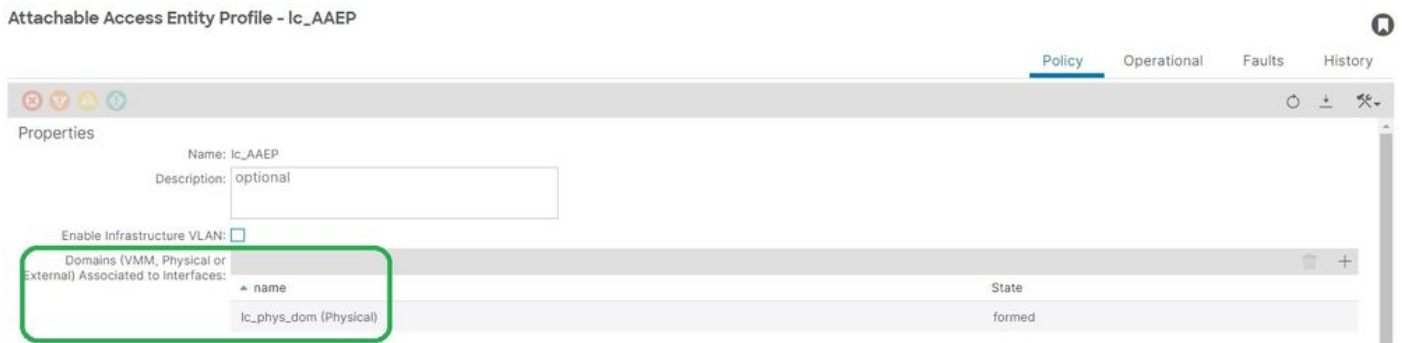 Attachable Access Entity Profile - lc_AAEP
Policy Operational Faults History
Properties
Name: lc_AAEP
Description: optional
Enable Infrastructure VLAN:
Domains (VMM, Physical or
External) Associated to Interfaces:
name State
lc_phys_dom (Physical) formed